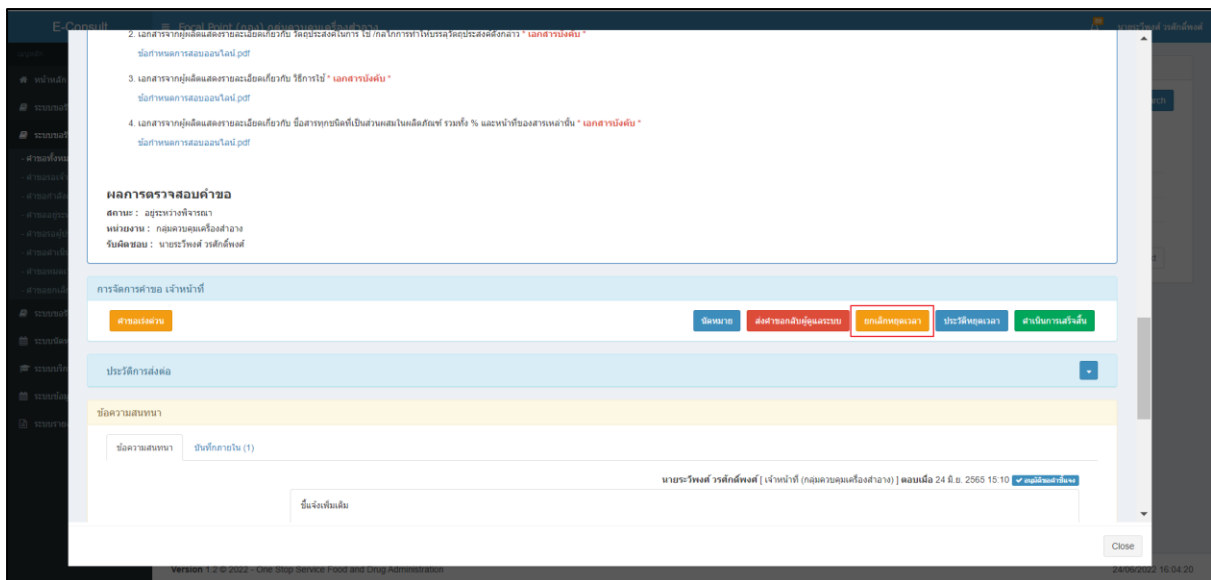 E-Consult
Focal Point (กอง) กลุ่มควบคุมเครื่องสำอาง
นายระวีพงศ์ วรศักดิ์พงศ์
2. เอกสารจากผู้ผลิตแสดงรายละเอียดเกี่ยวกับ วัตถุประสงค์ในการ ใช้ /กลไกการทำให้บรรลุวัตถุประสงค์ดังกล่าว * เอกสารบังคับ *
ข้อกำหนดการสอบออนไลน์.pdf
3. เอกสารจากผู้ผลิตแสดงรายละเอียดเกี่ยวกับ วิธีการใช้ * เอกสารบังคับ *
ข้อกำหนดการสอบออนไลน์.pdf
4. เอกสารจากผู้ผลิตแสดงรายละเอียดเกี่ยวกับ ชื่อสารทุกชนิดที่เป็นส่วนผสมในผลิตภัณฑ์ รวมทั้ง % และหน้าที่ของสารเหล่านั้น * เอกสารบังคับ *
ข้อกำหนดการสอบออนไลน์.pdf
ผลการตรวจสอบคำขอ
สถานะ : อยู่ระหว่างพิจารณา
หน่วยงาน : กลุ่มควบคุมเครื่องสำอาง
รับผิดชอบ : นายระวีพงศ์ วรศักดิ์พงศ์
การจัดการคำขอ เจ้าหน้าที่
คำขอเร่งด่วน
นัดหมาย ส่งคำขอกลับผู้ดูแลระบบ ยกเลิกหยุดเวลา ประวัติหยุดเวลา ดำเนินการเสร็จสิ้น
ประวัติการส่งต่อ
ข้อความสนทนา
ข้อความสนทนา บันทึกภายใน (1)
นายระวีพงศ์ วรศักดิ์พงศ์ [ เจ้าหน้าที่ (กลุ่มควบคุมเครื่องสำอาง) ] ตอบเมื่อ 24 มิ.ย. 2565 15:10
ชี้แจงเพิ่มเติม
Close
Version 1.2 © 2022 - One Stop Service Food and Drug Administration
24/06/2022 16:04:20